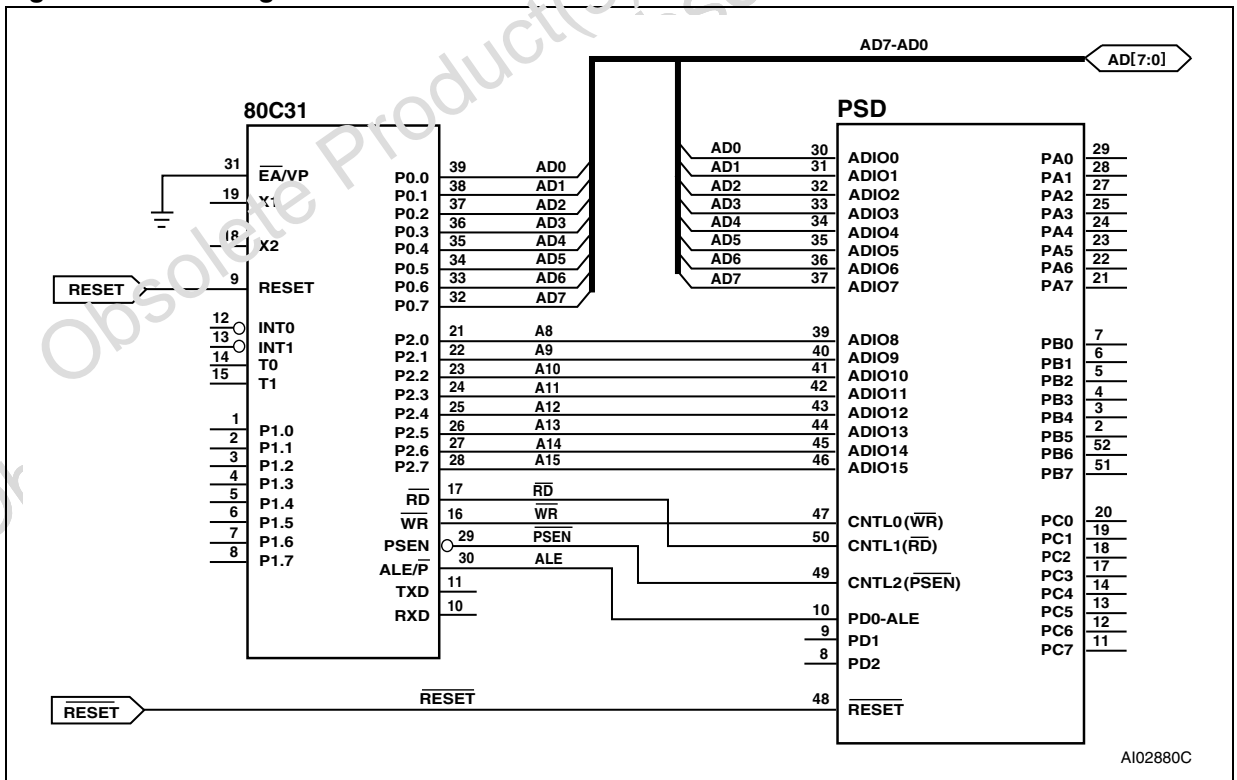 AD7-AD0
AD[7:0]
80C31
PSD
31 EA/VP
19 X1
18 X2
9 RESET
RESET
12 INT0
13 INT1
14 T0
15 T1
1 P1.0
2 P1.1
3 P1.2
4 P1.3
5 P1.4
6 P1.5
7 P1.6
8 P1.7
P0.0 39 AD0
P0.1 38 AD1
P0.2 37 AD2
P0.3 36 AD3
P0.4 35 AD4
P0.5 34 AD5
P0.6 33 AD6
P0.7 32 AD7
P2.0 21 A8
P2.1 22 A9
P2.2 23 A10
P2.3 24 A11
P2.4 25 A12
P2.5 26 A13
P2.6 27 A14
P2.7 28 A15
RD 17 RD
WR 16 WR
PSEN 29 PSEN
ALE/P 30 ALE
TXD 11
RXD 10
AD0 30 ADIO0
AD1 31 ADIO1
AD2 32 ADIO2
AD3 33 ADIO3
AD4 34 ADIO4
AD5 35 ADIO5
AD6 36 ADIO6
AD7 37 ADIO7
39 ADIO8
40 ADIO9
41 ADIO10
42 ADIO11
43 ADIO12
44 ADIO13
45 ADIO14
46 ADIO15
47 CNTL0(WR)
50 CNTL1(RD)
49 CNTL2(PSEN)
10 PD0-ALE
9 PD1
8 PD2
48 RESET
PA0 29
PA1 28
PA2 27
PA3 25
PA4 24
PA5 23
PA6 22
PA7 21
PB0 7
PB1 6
PB2 5
PB3 4
PB4 3
PB5 2
PB6 52
PB7 51
PC0 20
PC1 19
PC2 18
PC3 17
PC4 14
PC5 13
PC6 12
PC7 11
RESET
RESET
AI02880C
Obsolete Product(s)